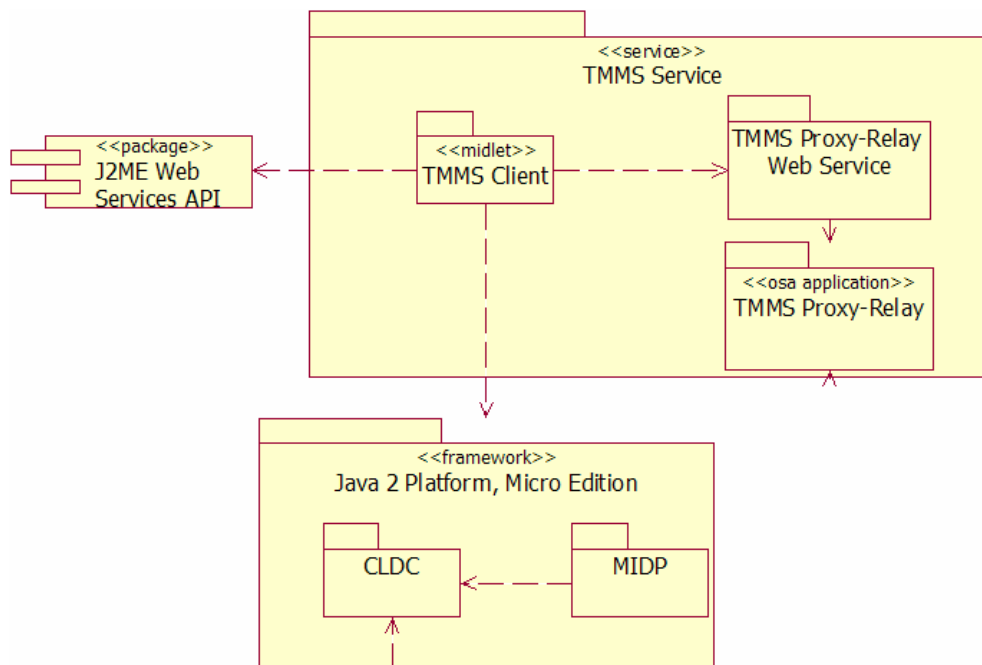 <<service>>
TMMS Service
<<package>>
J2ME Web
Services API
<<midlet>>
TMMS Client
TMMS Proxy-Relay
Web Service
<<osa application>>
TMMS Proxy-Relay
<<framework>>
Java 2 Platform, Micro Edition
CLDC
MIDP